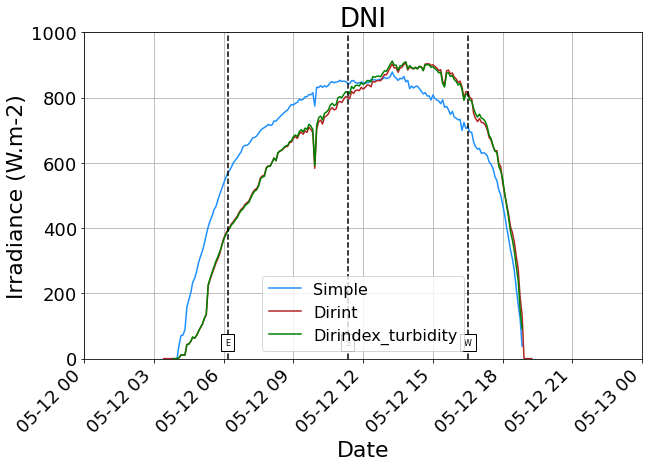 DNI
1000
800
600
400
200
0
Irradiance (W.m-2)
Simple
Dirint
Dirindex_turbidity
E
S
W
05-12 00
05-12 03
05-12 06
05-12 09
05-12 12
05-12 15
05-12 18
05-12 21
05-13 00
Date